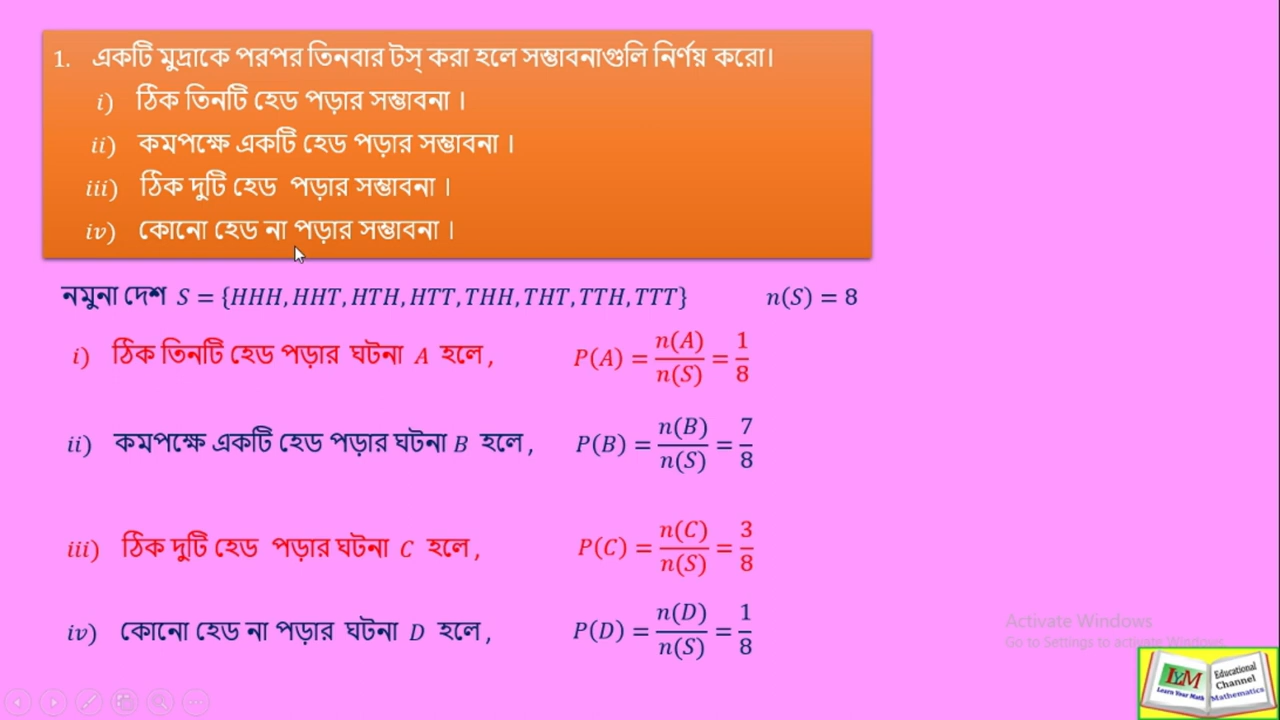 1. একটি মুদ্রাকে পরপর তিনবার টস্ করা হলে সম্ভাবনাগুলি নির্ণয় করো।
i) ঠিক তিনটি হেড পড়ার সম্ভাবনা ।
ii) কমপক্ষে একটি হেড পড়ার সম্ভাবনা ।
iii) ঠিক দুটি হেড পড়ার সম্ভাবনা ।
iv) কোনো হেড না পড়ার সম্ভাবনা ।
নমুনা দেশ S = {HHH, HHT, HTH, HTT, THH, THT, TTH, TTT} n(S) = 8
i) ঠিক তিনটি হেড পড়ার ঘটনা A হলে , P(A) = n(A)/n(S) = 1/8
ii) কমপক্ষে একটি হেড পড়ার ঘটনা B হলে , P(B) = n(B)/n(S) = 7/8
iii) ঠিক দুটি হেড পড়ার ঘটনা C হলে , P(C) = n(C)/n(S) = 3/8
iv) কোনো হেড না পড়ার ঘটনা D হলে , P(D) = n(D)/n(S) = 1/8
Activate Windows
Go to Settings to activate Windows.
LYM
Learn Your Math
Educational
Channel
Mathematics